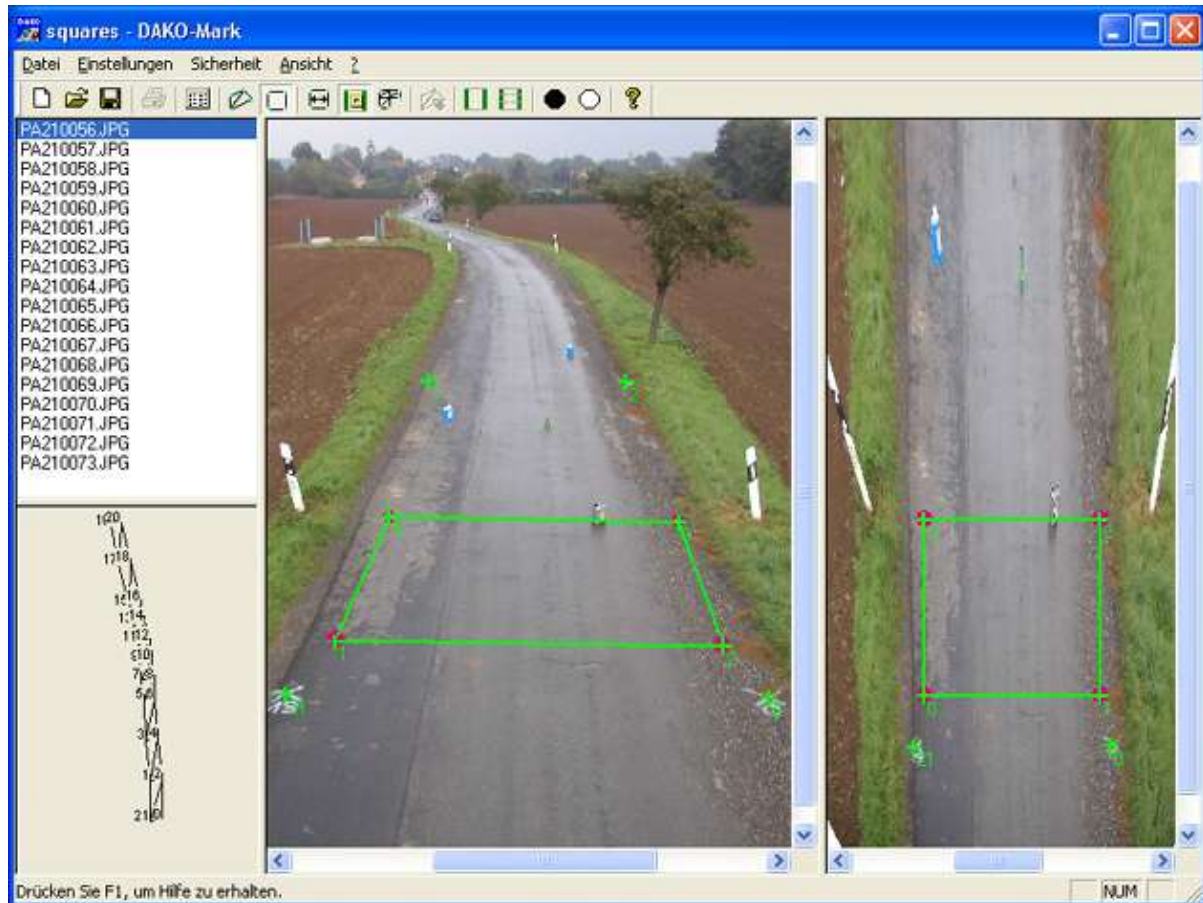 squares - DAKO-Mark
Datei Einstellungen Sicherheit Ansicht ?
PA210056.JPG
PA210057.JPG
PA210058.JPG
PA210059.JPG
PA210060.JPG
PA210061.JPG
PA210062.JPG
PA210063.JPG
PA210064.JPG
PA210065.JPG
PA210066.JPG
PA210067.JPG
PA210068.JPG
PA210069.JPG
PA210070.JPG
PA210071.JPG
PA210072.JPG
PA210073.JPG
Drücken Sie F1, um Hilfe zu erhalten.
NUM